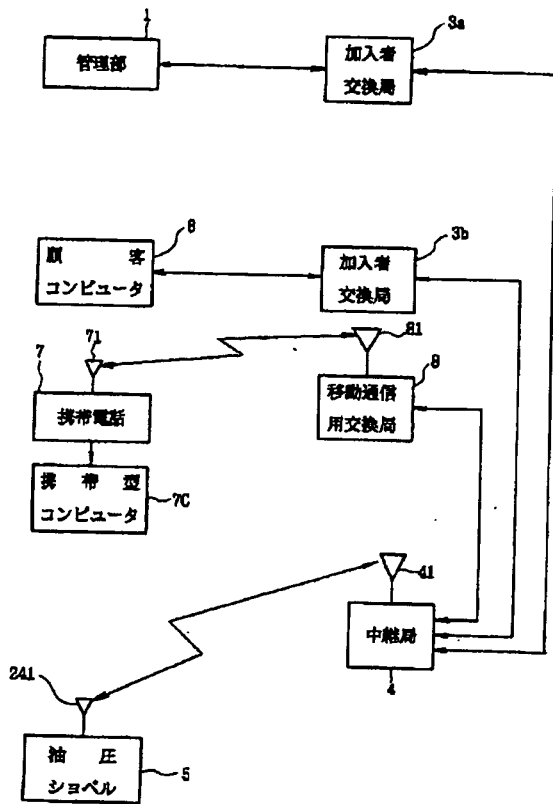 1
管理部
3a
加入者
交換局
6
顧 客
コンピュータ
3b
加入者
交換局
71
7
携帯電話
81
8
移動通信
用交換局
携 帯 型
コンピュータ
7C
41
中継局
4
241
油 圧
ショベル
5